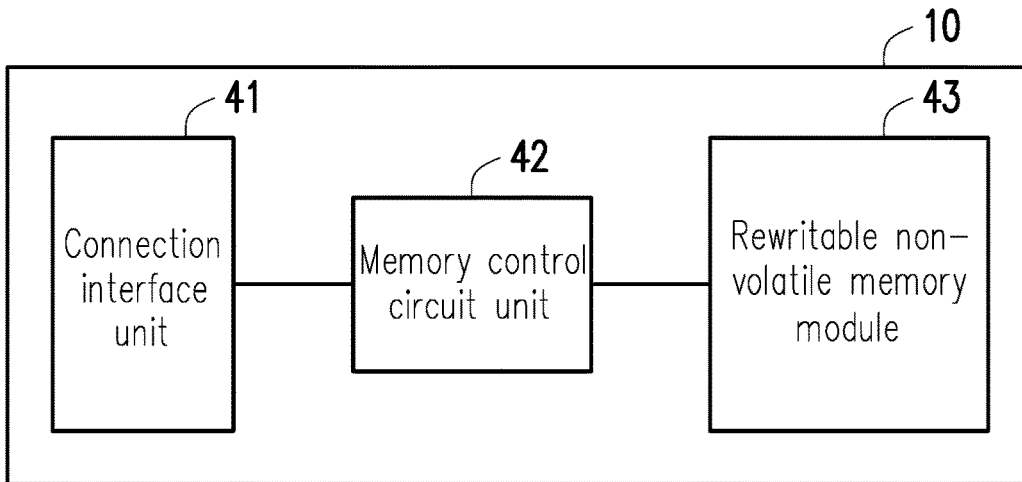 10
41
43
42
Connection
interface
unit
Memory control
circuit unit
Rewritable non-
volatile memory
module